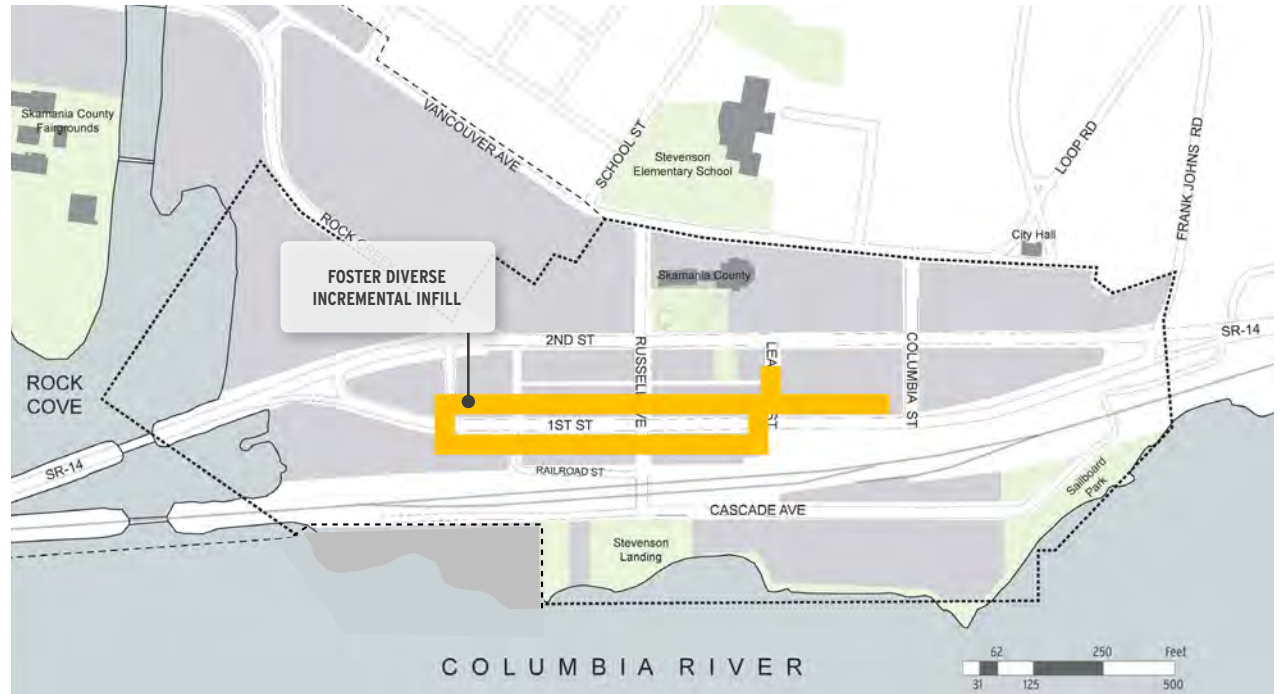 Skamania County
Fairgrounds
VANCOUVER AVE
SCHOOL ST
Stevenson
Elementary School
LOOP RD
FRANK JOHNS RD
City Hall
ROCK
FOSTER DIVERSE
INCREMENTAL INFILL
Skamania County
2ND ST
SR-14
RUSSELL AVE
ST
COLUMBIA ST
ROCK
COVE
1ST ST
SR-14
RAILROAD ST
CASCADE AVE
Sailboard
Park
Stevenson
Landing
COLUMBIA RIVER
62 250 Feet
31 125 500